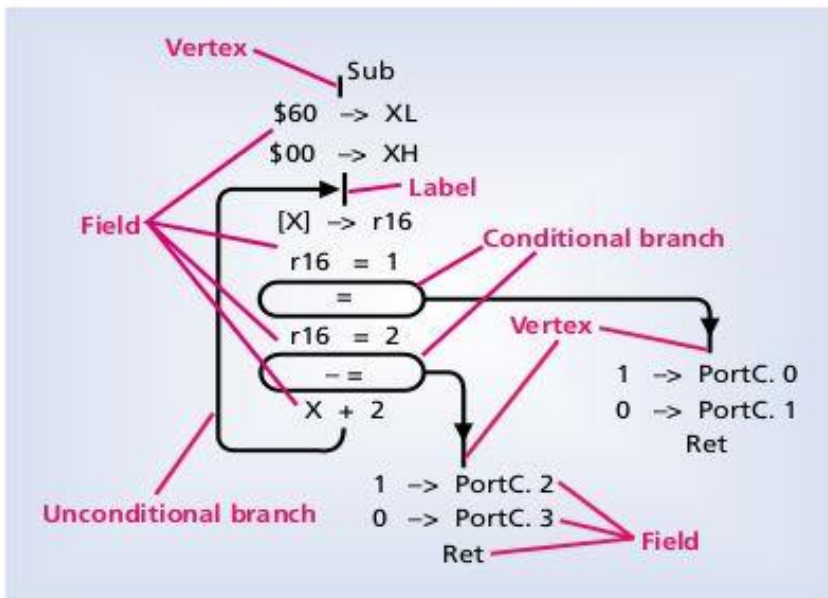 Vertex
Sub
$60 –> XL
$00 –> XH
Label
[X] –> r16
Field
Conditional branch
r16 = 1
=
Vertex
r16 = 2
– =
1 –> PortC. 0
X + 2
0 –> PortC. 1
Ret
1 –> PortC. 2
Unconditional branch
0 –> PortC. 3
Ret
Field